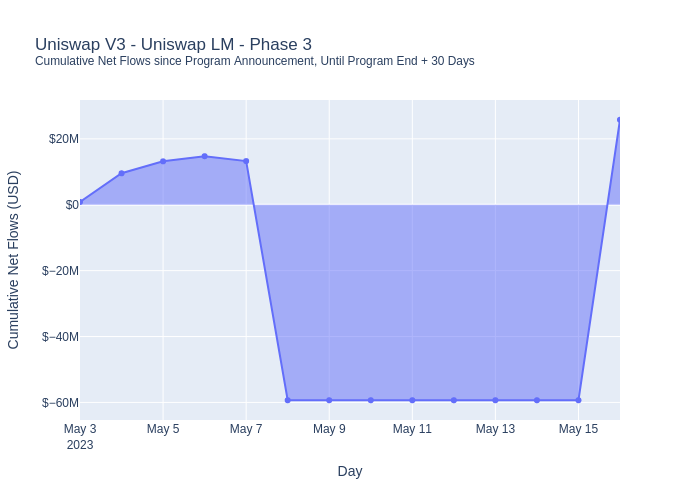 Uniswap V3 - Uniswap LM - Phase 3
Cumulative Net Flows since Program Announcement, Until Program End + 30 Days
Cumulative Net Flows (USD)
$20M
$0
$−20M
$−40M
$−60M
May 3
2023
May 5
May 7
May 9
May 11
May 13
May 15
Day